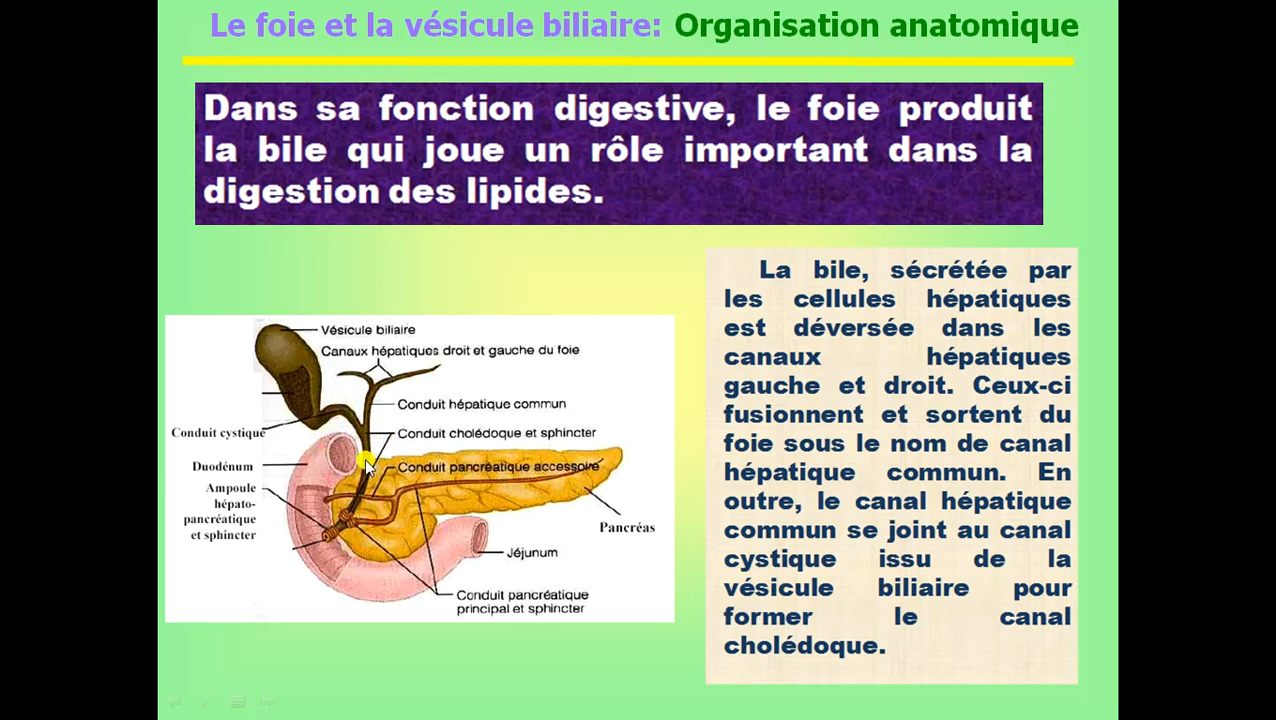 Le foie et la vésicule biliaire: Organisation anatomique
Dans sa fonction digestive, le foie produit
la bile qui joue un rôle important dans la
digestion des lipides.
La bile, sécrétée par
les cellules hépatiques
est déversée dans les
canaux hépatiques
gauche et droit. Ceux-ci
fusionnent et sortent du
foie sous le nom de canal
hépatique commun. En
outre, le canal hépatique
commun se joint au canal
cystique issu de la
vésicule biliaire pour
former le canal
cholédoque.
Vésicule biliaire
Canaux hépatiques droit et gauche du foie
Conduit hépatique commun
Conduit cholédoque et sphincter
Conduit cystique
Duodénum
Conduit pancréatique accessoire
Ampoule
hépato-
pancréatique
et sphincter
Pancréas
Jéjunum
Conduit pancréatique
principal et sphincter